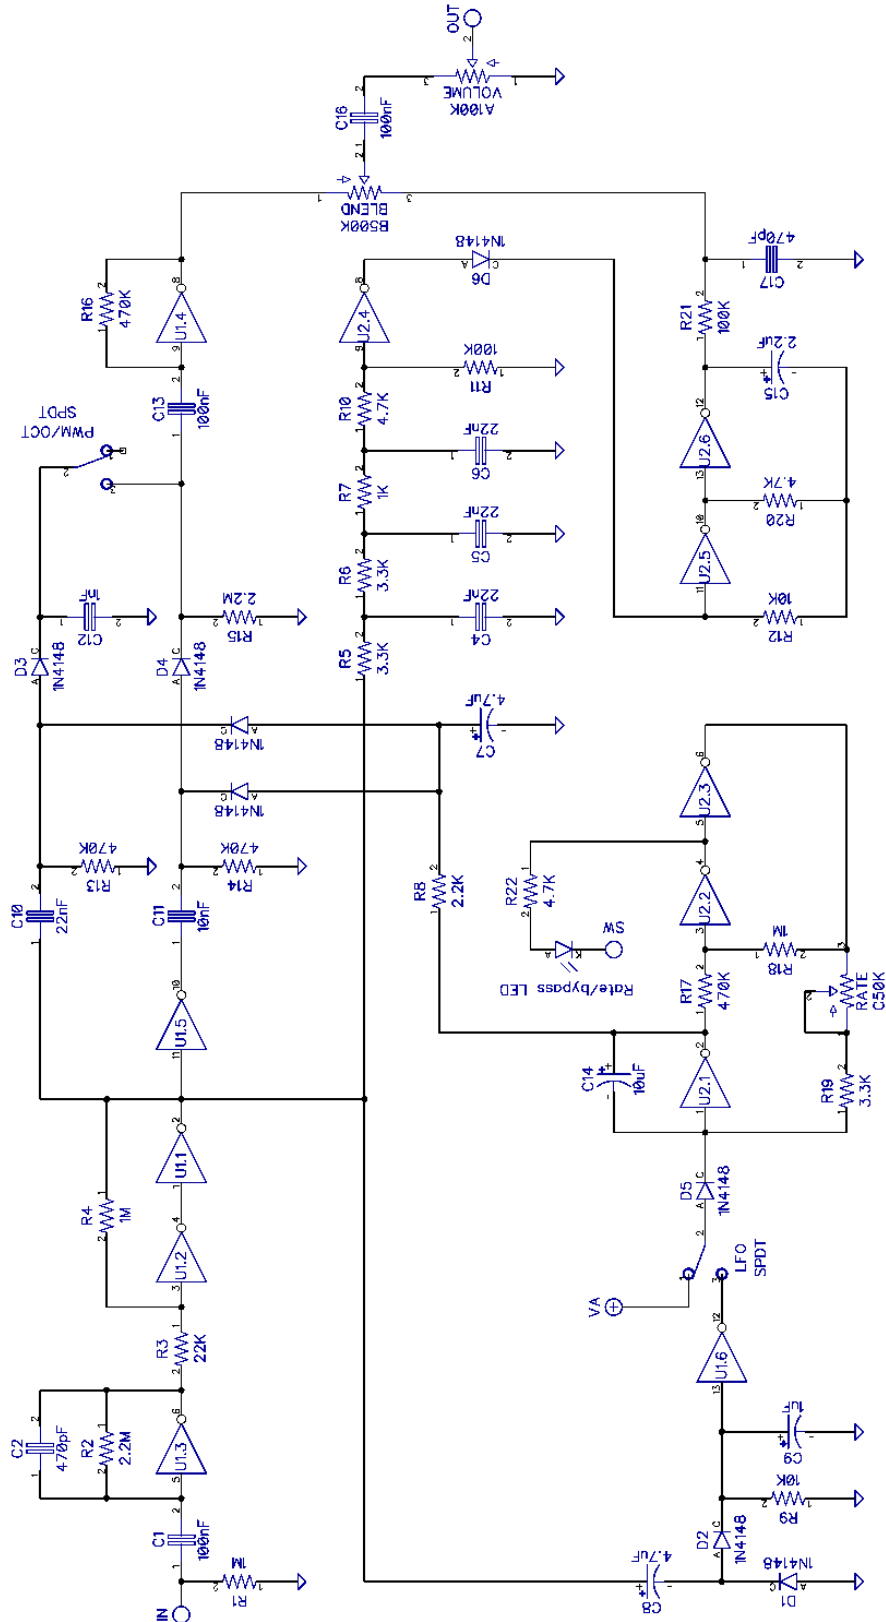 IN
R1
1M
C1
100nF
C2
470pF
R2
2.2M
U1.3
R3
22K
R4
1M
U1.2
U1.1
U1.5
C10
22nF
R13
470K
C11
10nF
R14
470K
1N4148
1N4148
D3
1N4148
D4
1N4148
C12
1nF
R15
2.2M
PWM/OCT
SPDT
C13
100nF
R16
470K
U1.4
BLEND
B500K
C16
100nF
VOLUME
A100K
OUT
R5
3.3K
C4
22nF
R6
3.3K
C5
22nF
R7
1K
C6
22nF
R10
4.7K
R11
100K
U2.4
D6
1N4148
C7
4.7uF
R8
2.2K
R12
10K
U2.5
R20
4.7K
U2.6
C15
2.2uF
R21
100K
C17
470pF
C8
4.7uF
D1
1N4148
D2
1N4148
R9
10K
C9
1uF
U1.6
VA
LFO
SPDT
D5
1N4148
C14
10uF
U2.1
R17
470K
R19
3.3K
RATE
C50K
R18
1M
U2.2
U2.3
R22
4.7K
SW
Rate/bypass LED